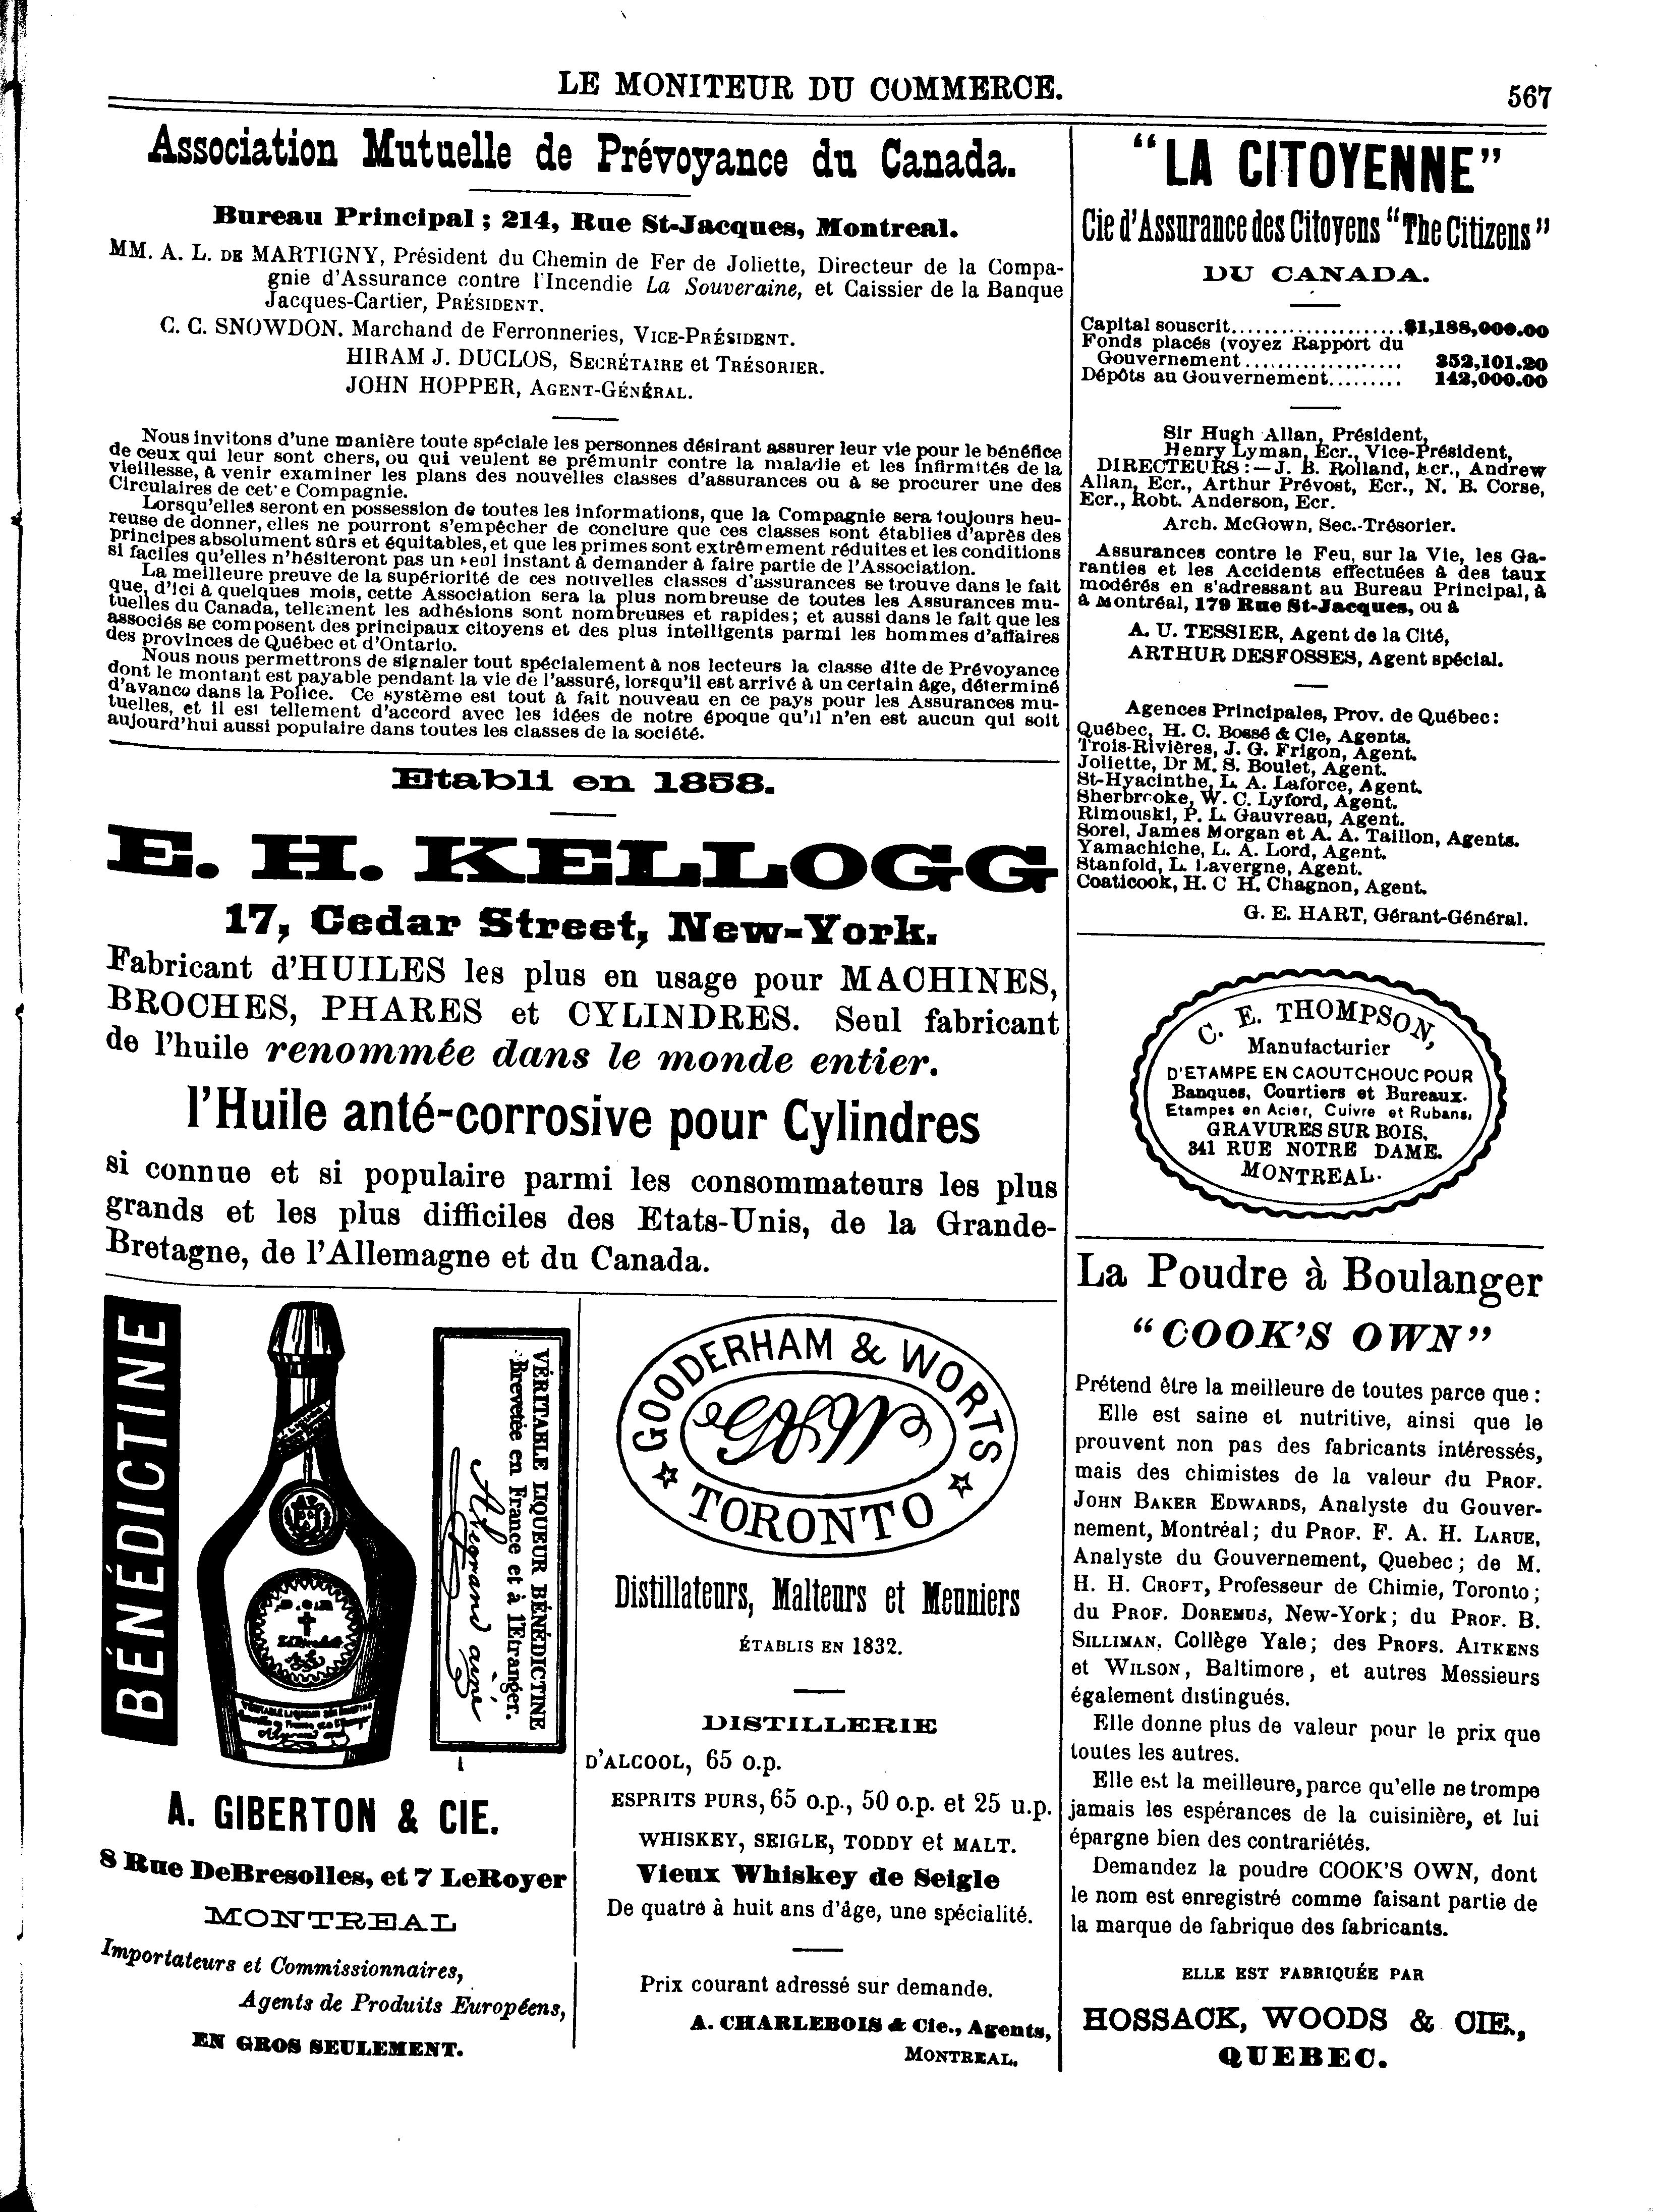 LE MONITEUR DU COMMERCE.
567
Association Mutuelle de Prévoyance du Canada.
Bureau Principal ; 214, Rue St-Jacques, Montreal.
MM. A. L. DE MARTIGNY, Président du Chemin de Fer de Joliette, Directeur de la Compa-
gnie d'Assurance contre l'Incendie La Souveraine, et Caissier de la Banque
Jacques-Cartier, PRÉSIDENT.
C. C. SNOWDON. Marchand de Ferronneries, VICE-PRÉSIDENT.
HIRAM J. DUCLOS, SECRÉTAIRE et TRÉSORIER.
JOHN HOPPER, AGENT-GÉNÉRAL.
Nous invitons d'une manière toute spéciale les personnes désirant assurer leur vie pour le bénéfice
de ceux qui leur sont chers, ou qui veulent se prémunir contre la maladie et les infirmités de la
vieillesse, à venir examiner les plans des nouvelles classes d'assurances ou à se procurer une des
Circulaires de cette Compagnie.
Lorsqu'elles seront en possession de toutes les informations, que la Compagnie sera toujours heu-
reuse de donner, elles ne pourront s'empêcher de conclure que ces classes sont établies d'après des
principes absolument sûrs et équitables, et que les primes sont extrêmement réduites et les conditions
si faciles qu'elles n'hésiteront pas un seul instant à demander à faire partie de l'Association.
La meilleure preuve de la supériorité de ces nouvelles classes d'assurances se trouve dans le fait
que, d'ici à quelques mois, cette Association sera la plus nombreuse de toutes les Assurances mu-
tuelles du Canada, tellement les adhésions sont nombreuses et rapides ; et aussi dans le fait que les
associés se composent des principaux citoyens et des plus intelligents parmi les hommes d'affaires
des provinces de Québec et d'Ontario.
Nous nous permettrons de signaler tout spécialement à nos lecteurs la classe dite de Prévoyance
dont le montant est payable pendant la vie de l'assuré, lorsqu'il est arrivé à un certain âge, déterminé
d'avance dans la Police. Ce système est tout à fait nouveau en ce pays pour les Assurances mu-
tuelles, et il est tellement d'accord avec les idées de notre époque qu'il n'en est aucun qui soit
aujourd'hui aussi populaire dans toutes les classes de la société.
Etabli en 1858.
E. H. KELLOGG
17, Cedar Street, New-York.
Fabricant d'HUILES les plus en usage pour MACHINES,
BROCHES, PHARES et CYLINDRES. Seul fabricant
de l'huile renommée dans le monde entier.
l'Huile anté-corrosive pour Cylindres
si connue et si populaire parmi les consommateurs les plus
grands et les plus difficiles des Etats-Unis, de la Grande-
Bretagne, de l'Allemagne et du Canada.
BÉNÉDICTINE
VÉRITABLE LIQUEUR BÉNÉDICTINE
Brevetée en France et à l'Etranger.
Alegrand aîné
A. GIBERTON & CIE.
8 Rue DeBresolles, et 7 LeRoyer
MONTREAL
Importateurs et Commissionnaires,
Agents de Produits Européens,
EN GROS SEULEMENT.
GOODERHAM & WORTS
G&W
TORONTO
Distillateurs, Malteurs et Meuniers
ÉTABLIS EN 1832.
DISTILLERIE
D'ALCOOL, 65 o.p.
ESPRITS PURS, 65 o.p., 50 o.p. et 25 u.p.
WHISKEY, SEIGLE, TODDY et MALT.
Vieux Whiskey de Seigle
De quatre à huit ans d'âge, une spécialité.
Prix courant adressé sur demande.
A. CHARLEBOIS & Cie., Agents,
MONTREAL.
"LA CITOYENNE"
Cie d'Assurance des Citoyens "The Citizens"
DU CANADA.
Capital souscrit.....................$1,188,000.00
Fonds placés (voyez Rapport du
Gouvernement................... 352,101.20
Dépôts au Gouvernement......... 142,000.00
Sir Hugh Allan, Président,
Henry Lyman, Ecr., Vice-Président,
DIRECTEURS :—J. B. Rolland, Ecr., Andrew
Allan, Ecr., Arthur Prévost, Ecr., N. B. Corse,
Ecr., Robt. Anderson, Ecr.
Arch. McGown, Sec.-Trésorier.
Assurances contre le Feu, sur la Vie, les Ga-
ranties et les Accidents effectuées à des taux
modérés en s'adressant au Bureau Principal, à
à Montréal, 179 Rue St-Jacques, ou à
A. U. TESSIER, Agent de la Cité,
ARTHUR DESFOSSES, Agent spécial.
Agences Principales, Prov. de Québec :
Québec, H. C. Bossé & Cie, Agents.
Trois-Rivières, J. G. Frigon, Agent.
Joliette, Dr M. S. Boulet, Agent.
St-Hyacinthe, L. A. Laforce, Agent.
Sherbrooke, W. C. Lyford, Agent.
Rimouski, P. L. Gauvreau, Agent.
Sorel, James Morgan et A. A. Taillon, Agents.
Yamachiche, L. A. Lord, Agent.
Stanfold, L. Lavergne, Agent.
Coaticook, H. C H. Chagnon, Agent.
G. E. HART, Gérant-Général.
C. E. THOMPSON,
Manufacturier
D'ETAMPE EN CAOUTCHOUC POUR
Banques, Courtiers et Bureaux.
Etampes en Acier, Cuivre et Rubans,
GRAVURES SUR BOIS.
341 RUE NOTRE DAME.
MONTREAL.
La Poudre à Boulanger
"COOK'S OWN"
Prétend être la meilleure de toutes parce que :
Elle est saine et nutritive, ainsi que le
prouvent non pas des fabricants intéressés,
mais des chimistes de la valeur du PROF.
JOHN BAKER EDWARDS, Analyste du Gouver-
nement, Montréal ; du PROF. F. A. H. LARUE,
Analyste du Gouvernement, Quebec ; de M.
H. H. CROFT, Professeur de Chimie, Toronto ;
du PROF. DOREMUS, New-York ; du PROF. B.
SILLIMAN, Collège Yale ; des PROFS. AITKENS
et WILSON, Baltimore, et autres Messieurs
également distingués.
Elle donne plus de valeur pour le prix que
toutes les autres.
Elle est la meilleure, parce qu'elle ne trompe
jamais les espérances de la cuisinière, et lui
épargne bien des contrariétés.
Demandez la poudre COOK'S OWN, dont
le nom est enregistré comme faisant partie de
la marque de fabrique des fabricants.
ELLE EST FABRIQUÉE PAR
HOSSACK, WOODS & CIE.,
QUEBEC.